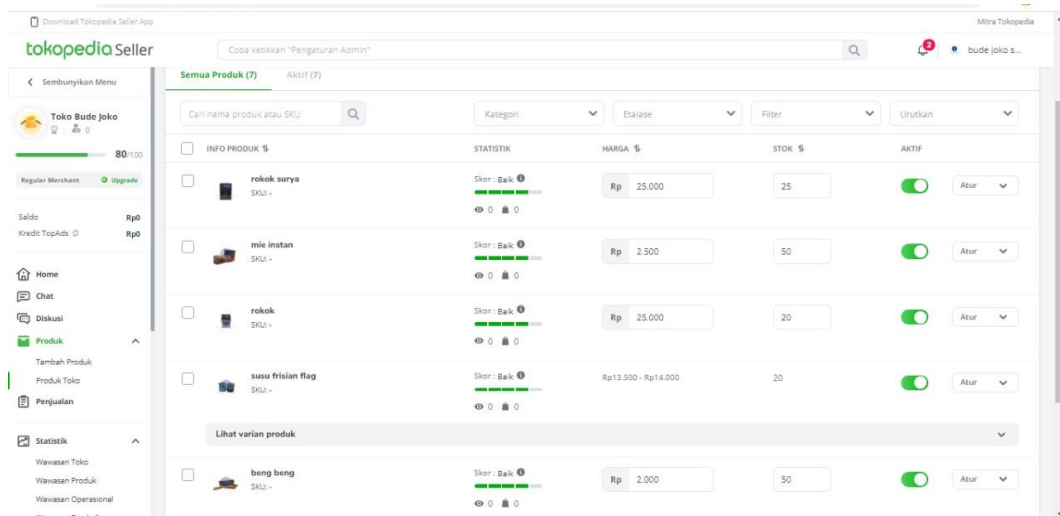 Download Tokopedia Seller App
Mitra Tokopedia
tokopedia Seller
Coba ketikkan "Pengaturan Admin"
2
bude joko s...
Sembunyikan Menu
Toko Bude Joko
0
80/100
Regular Merchant
Upgrade
Saldo Rp0
Kredit TopAds Rp0
Home
Chat
Diskusi
Produk
Tambah Produk
Produk Toko
Penjualan
Statistik
Wawasan Toko
Wawasan Produk
Wawasan Operasional
Semua Produk (7) Aktif (7)
Cari nama produk atau SKU
Kategori
Etalase
Filter
Urutkan
INFO PRODUK STATISTIK HARGA STOK AKTIF
rokok surya
SKU: -
Skor : Baik
0 0
Rp 25.000
25
Atur
mie instan
SKU: -
Skor : Baik
0 0
Rp 2.500
50
Atur
rokok
SKU: -
Skor : Baik
0 0
Rp 25.000
20
Atur
susu frisian flag
SKU: -
Skor : Baik
0 0
Rp13.500 - Rp14.000
20
Atur
Lihat varian produk
beng beng
SKU: -
Skor : Baik
0 0
Rp 2.000
50
Atur